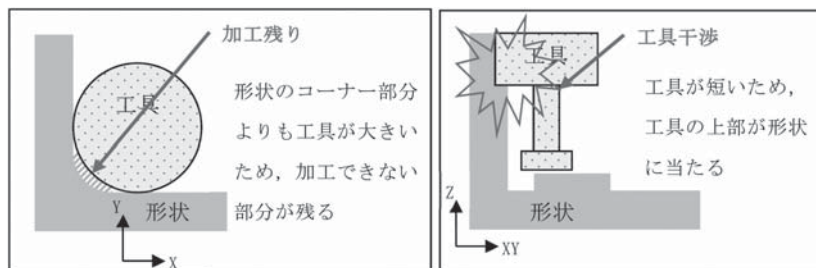 加工残り
工具
形状のコーナー部分
よりも工具が大きい
ため，加工できない
部分が残る
形状
Y
X
工具
工具干渉
工具が短いため，
工具の上部が形状
に当たる
形状
Z
XY